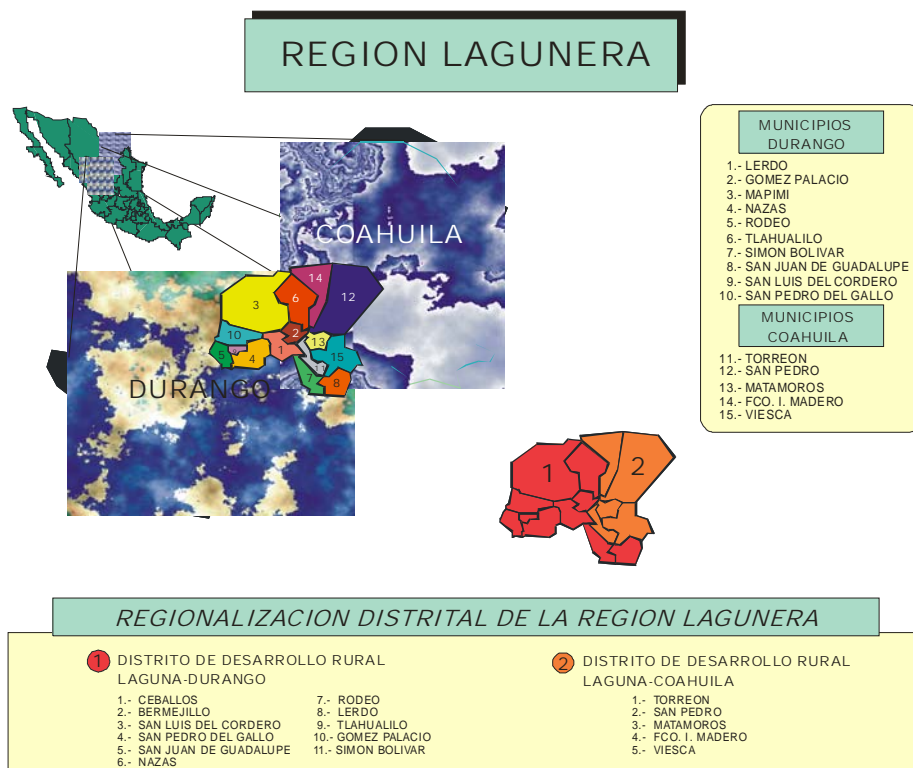 REGION LAGUNERA
MUNICIPIOS
DURANGO
1.- LERDO
2.- GOMEZ PALACIO
3.- MAPIMI
4.- NAZAS
5.- RODEO
6.- TLAHUALILO
7.- SIMON BOLIVAR
8.- SAN JUAN DE GUADALUPE
9.- SAN LUIS DEL CORDERO
10.- SAN PEDRO DEL GALLO
MUNICIPIOS
COAHUILA
11.- TORREON
12.- SAN PEDRO
13.- MATAMOROS
14.- FCO. I. MADERO
15.- VIESCA
COAHUILA
14
3
6
12
10
2
13
5
4
1
15
7
8
DURANGO
1
2
REGIONALIZACION DISTRITAL DE LA REGION LAGUNERA
1 DISTRITO DE DESARROLLO RURAL
LAGUNA-DURANGO
1.- CEBALLOS
2.- BERMEJILLO
3.- SAN LUIS DEL CORDERO
4.- SAN PEDRO DEL GALLO
5.- SAN JUAN DE GUADALUPE
6.- NAZAS
7.- RODEO
8.- LERDO
9.- TLAHUALILO
10.- GOMEZ PALACIO
11.- SIMON BOLIVAR
2 DISTRITO DE DESARROLLO RURAL
LAGUNA-COAHUILA
1.- TORREON
2.- SAN PEDRO
3.- MATAMOROS
4.- FCO. I. MADERO
5.- VIESCA